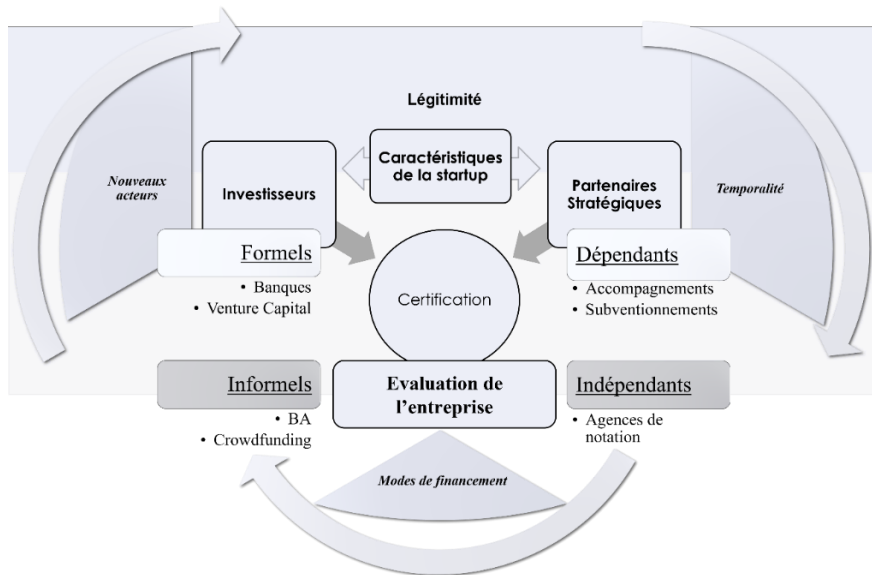 Légitimité
Caractéristiques
de la startup
Nouveaux
acteurs
Investisseurs
Partenaires
Stratégiques
Temporalité
Formels
• Banques
• Venture Capital
Certification
Dépendants
• Accompagnements
• Subventionnements
Informels
• BA
• Crowdfunding
Evaluation de
l’entreprise
Indépendants
• Agences de
notation
Modes de financement